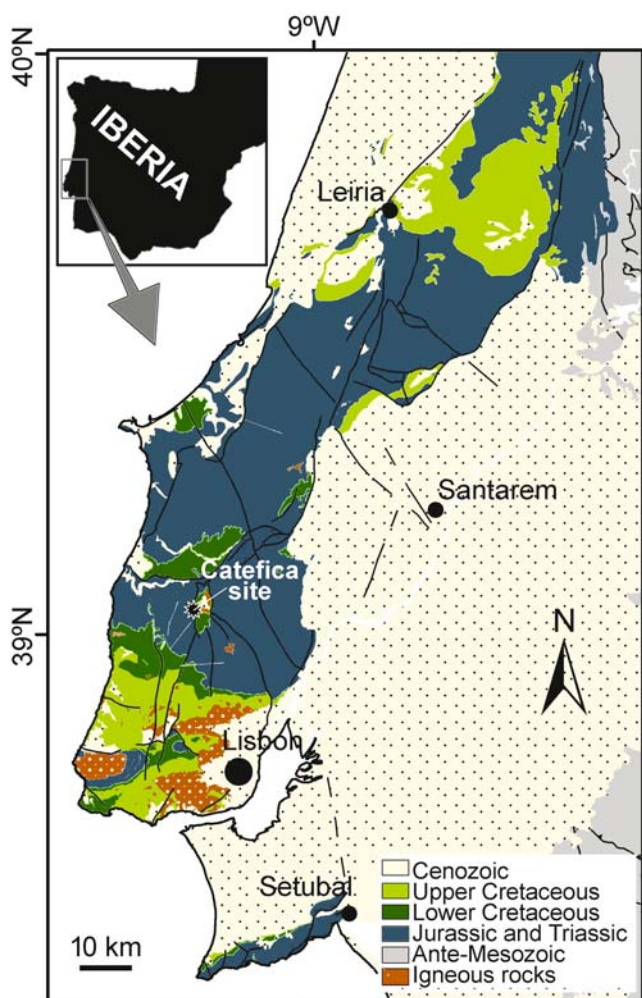 9ºW
40ºN
IBERIA
Leiria
Santarem
Catefica
site
39ºN
N
Lisbon
Setubal
10 km
Cenozoic
Upper Cretaceous
Lower Cretaceous
Jurassic and Triassic
Ante-Mesozoic
Igneous rocks